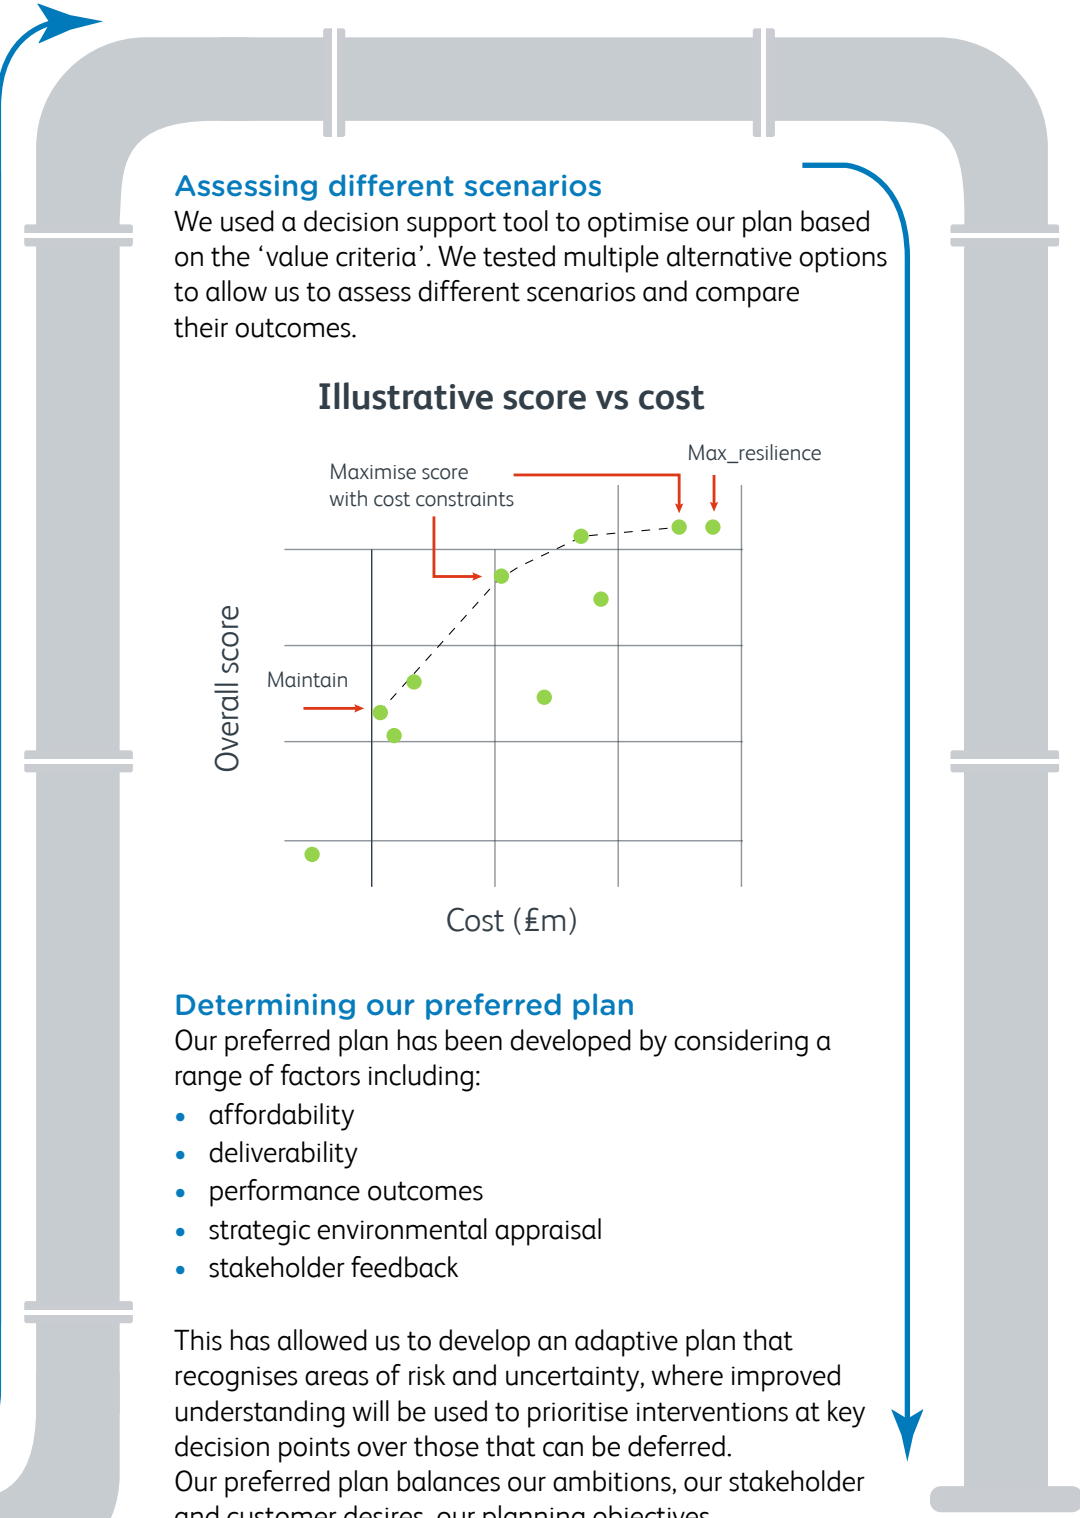 Assessing different scenarios
We used a decision support tool to optimise our plan based
on the ‘value criteria’. We tested multiple alternative options
to allow us to assess different scenarios and compare
their outcomes.
Illustrative score vs cost
Max_resilience
Maximise score
with cost constraints
Maintain
Overall score
Cost (£m)
Determining our preferred plan
Our preferred plan has been developed by considering a
range of factors including:
• affordability
• deliverability
• performance outcomes
• strategic environmental appraisal
• stakeholder feedback
This has allowed us to develop an adaptive plan that
recognises areas of risk and uncertainty, where improved
understanding will be used to prioritise interventions at key
decision points over those that can be deferred.
Our preferred plan balances our ambitions, our stakeholder
and customer desires, our planning objectives